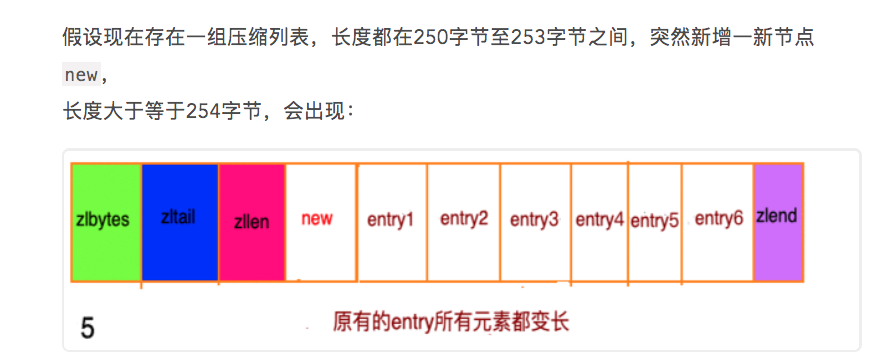 假设现在存在一组压缩列表，长度都在250字节至253字节之间，突然新增一新节点
new，
长度大于等于254字节，会出现：
zlbytes zltail zllen new entry1 entry2 entry3 entry4 entry5 entry6 zlend
5 原有的entry所有元素都变长